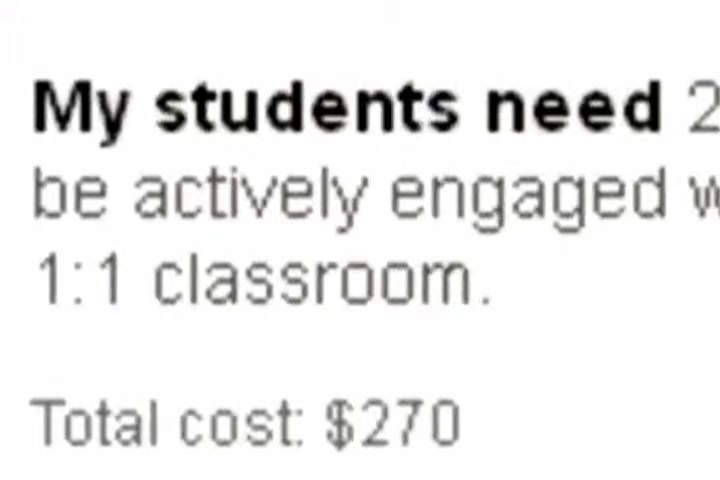 My students need 2
be actively engaged w
1:1 classroom.
Total cost: $270